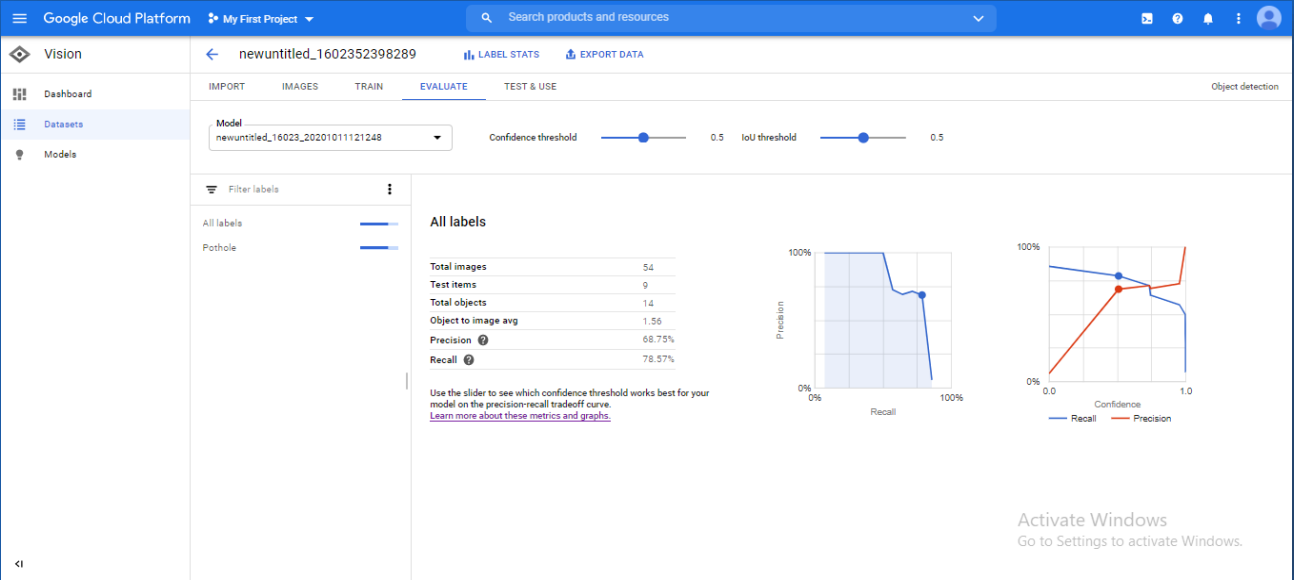 Google Cloud Platform My First Project Search products and resources
Vision newuntitled_1602352398289 LABEL STATS EXPORT DATA
Dashboard
Datasets
Models
IMPORT IMAGES TRAIN EVALUATE TEST & USE Object detection
Model
newuntitled_16023_20201011121248 Confidence threshold 0.5 IoU threshold 0.5
Filter labels
All labels
Pothole
All labels
Total images 54
Test items 9
Total objects 14
Object to image avg 1.56
Precision ? 68.75%
Recall ? 78.57%
Use the slider to see which confidence threshold works best for your
model on the precision-recall tradeoff curve.
Learn more about these metrics and graphs.
100%
Precision
0%
0% 100%
Recall
100%
0%
0.0 1.0
Confidence
Recall Precision
Activate Windows
Go to Settings to activate Windows.